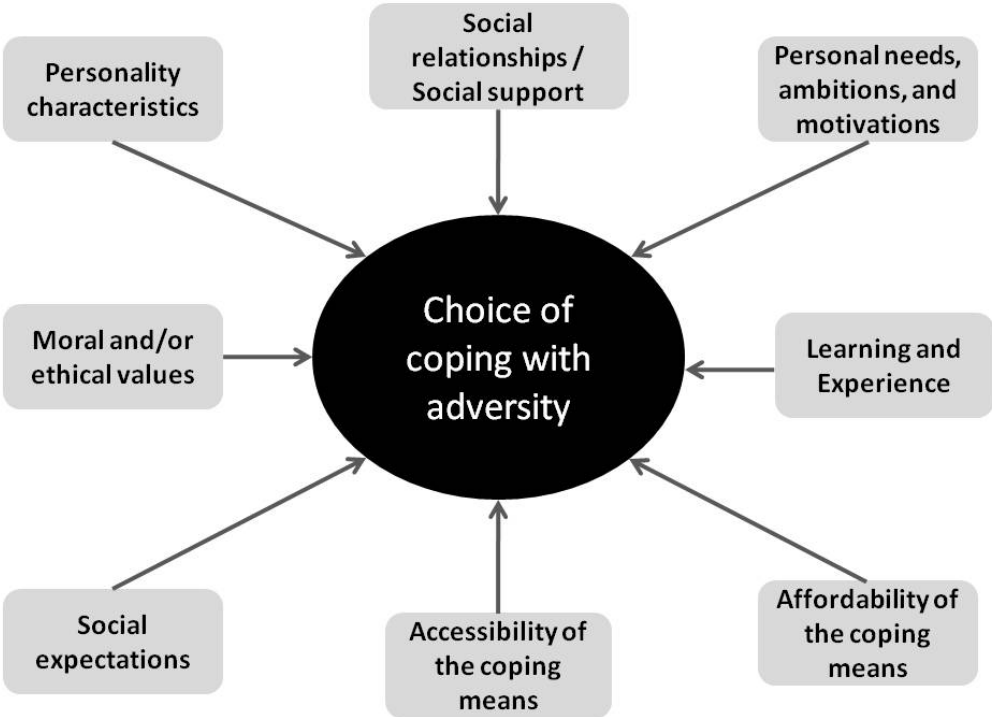 Social
relationships /
Social support
Personality
characteristics
Personal needs,
ambitions, and
motivations
Choice of
coping with
adversity
Moral and/or
ethical values
Learning and
Experience
Social
expectations
Accessibility of
the coping
means
Affordability of
the coping
means